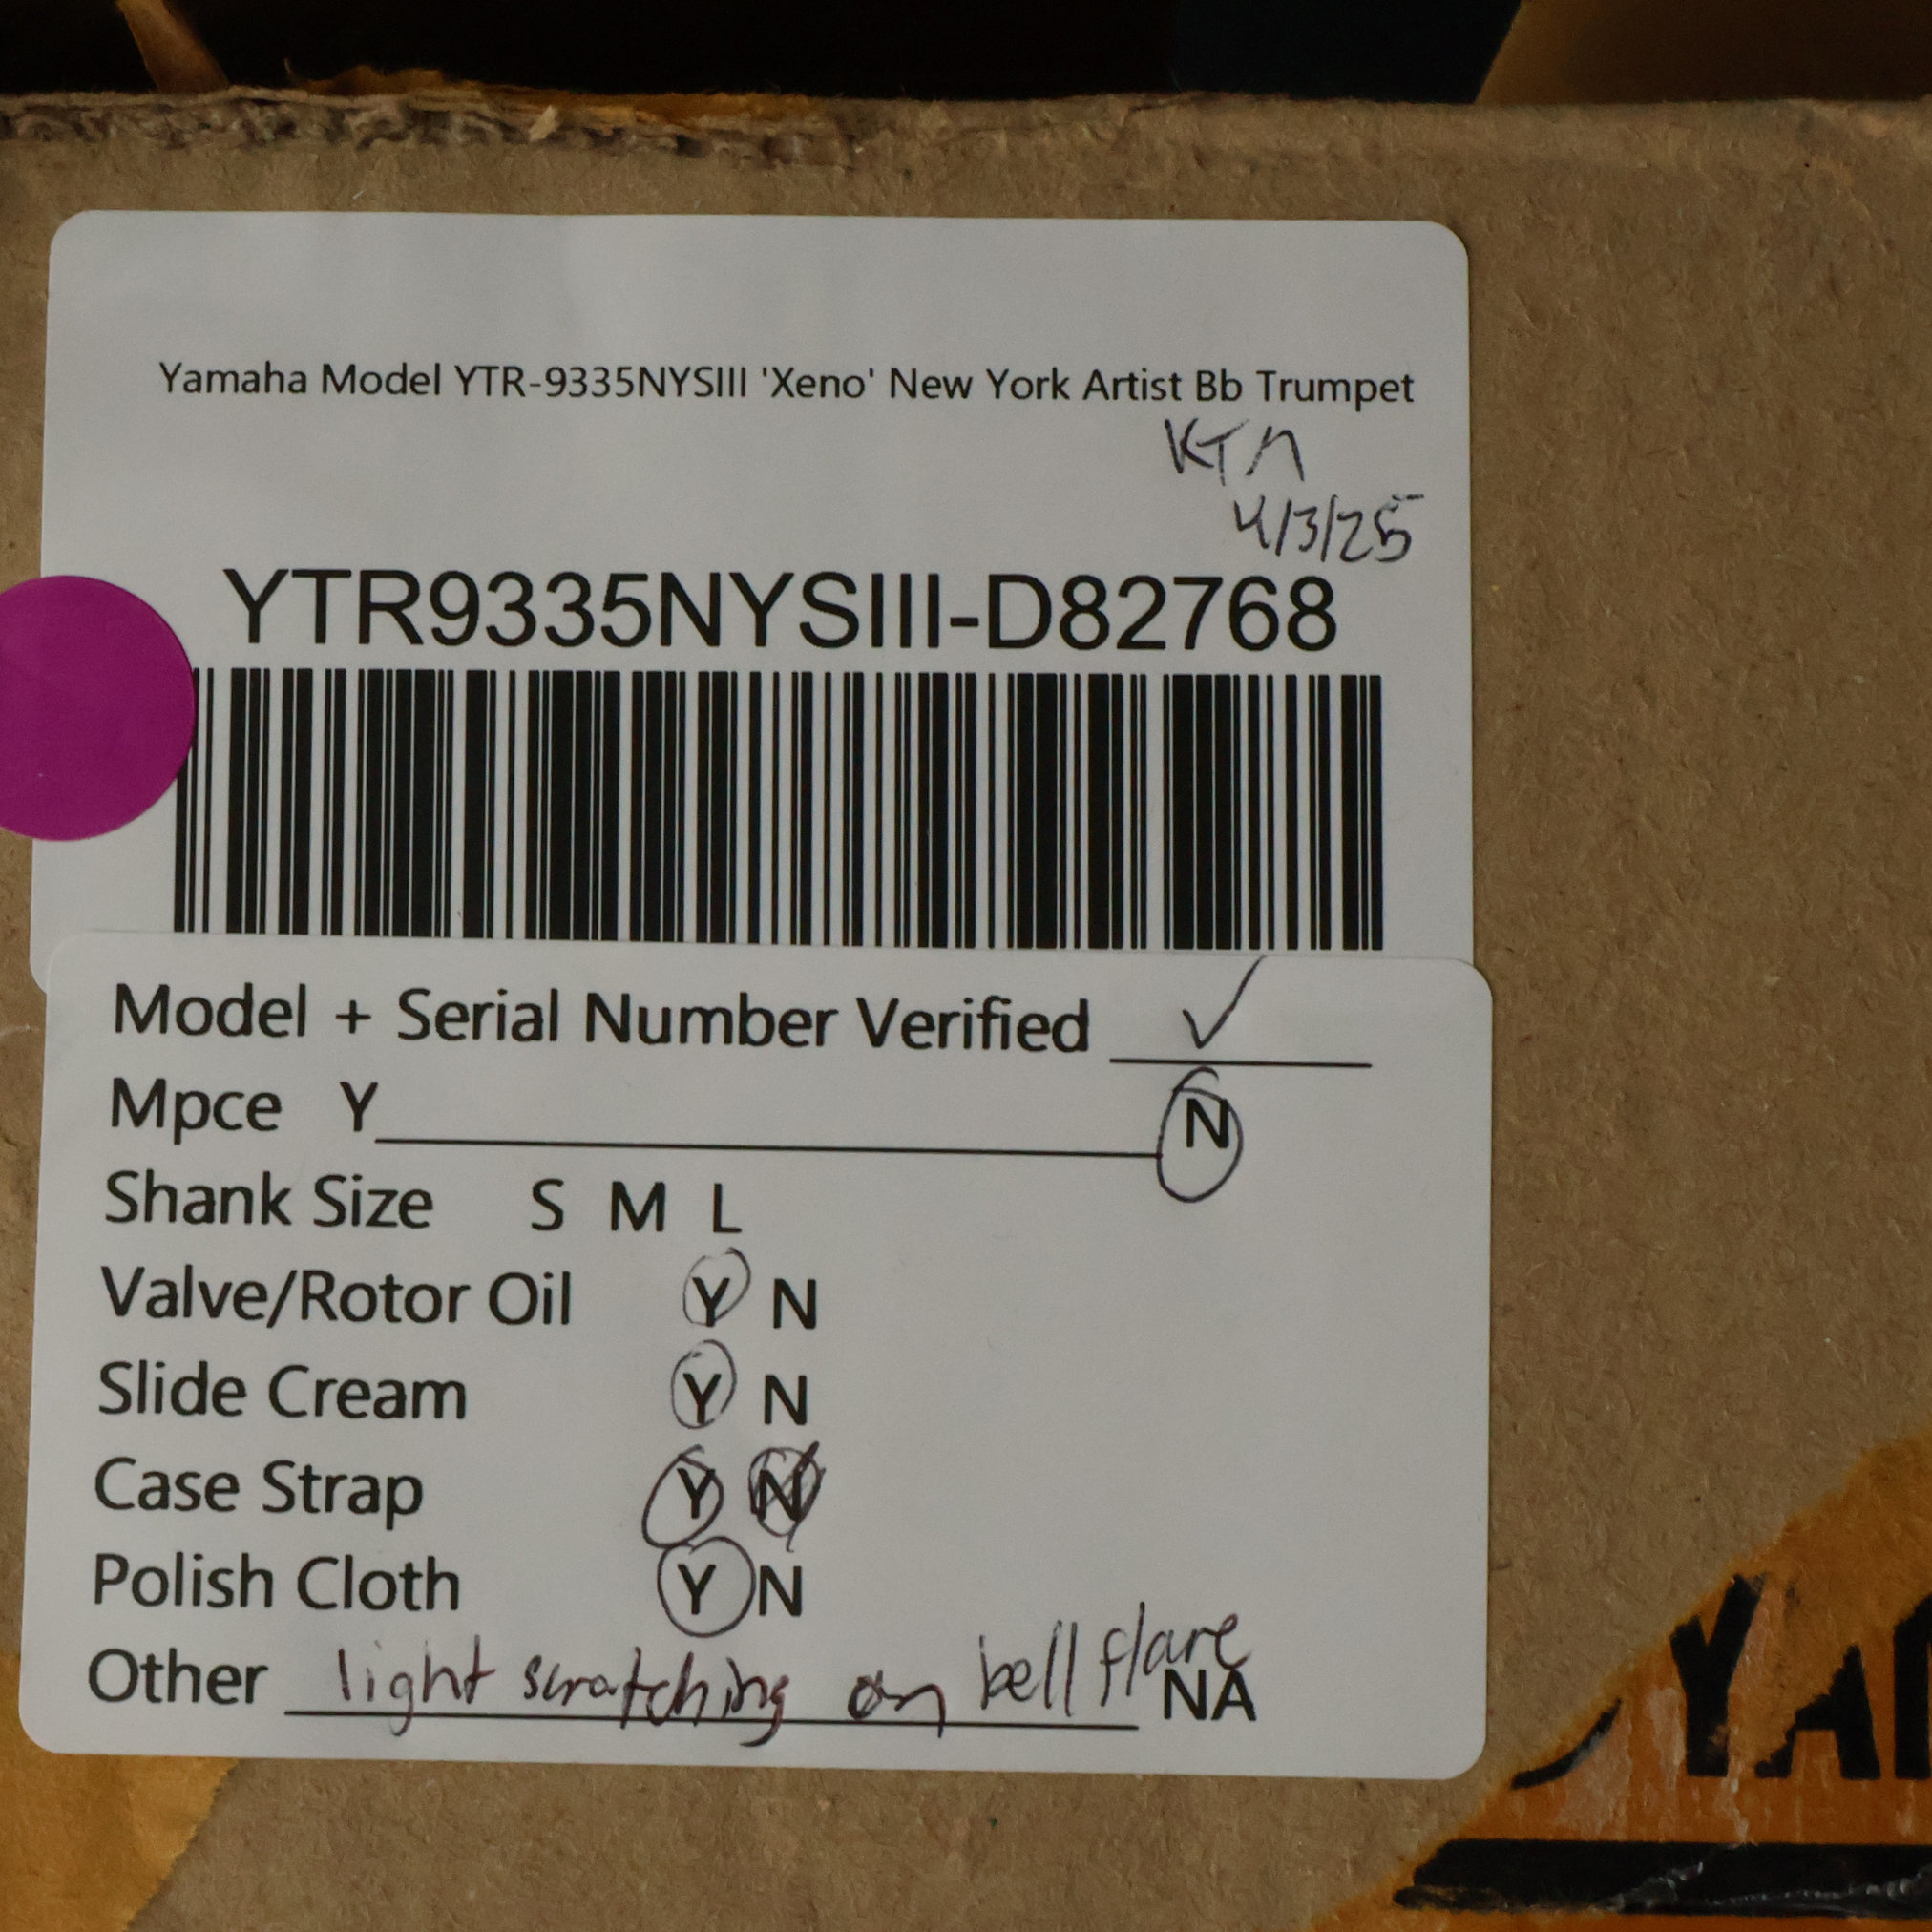 Yamaha Model YTR-9335NYSIII 'Xeno' New York Artist Bb Trumpet
KTM
4/3/25
YTR9335NYSIII-D82768
Model + Serial Number Verified ✓
Mpce Y N
Shank Size S M L
Valve/Rotor Oil Y N
Slide Cream Y N
Case Strap Y N
Polish Cloth Y N
Other light scratching on bell flare NA
YA